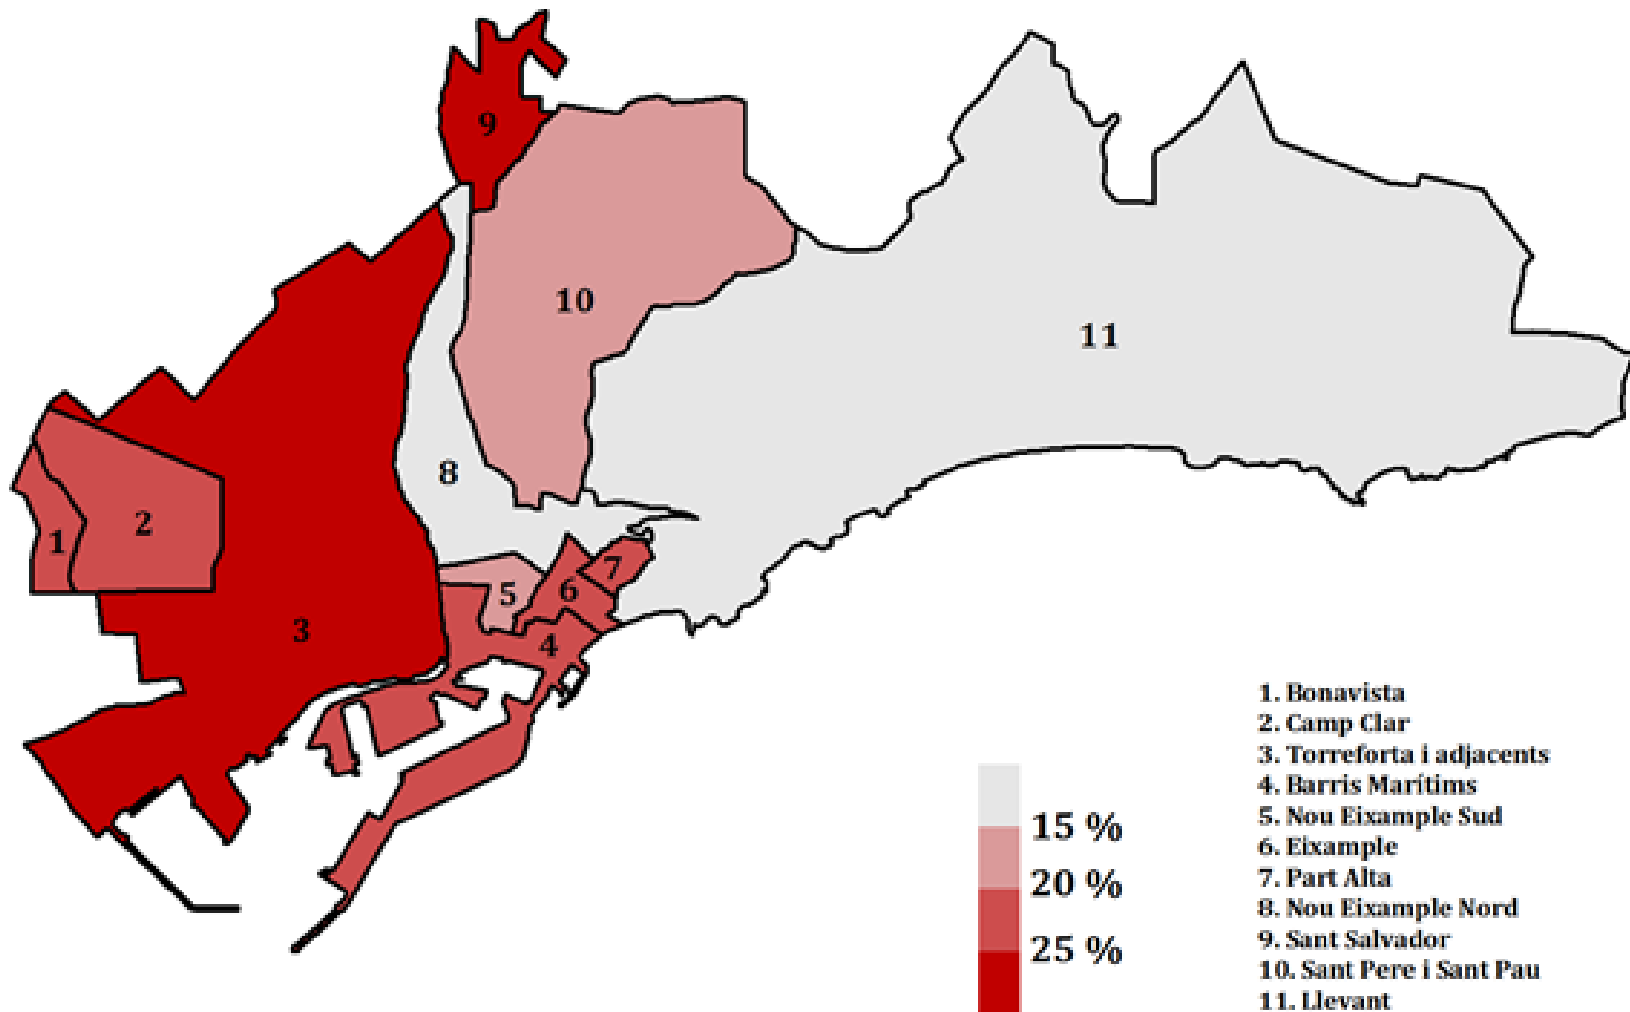 9
10
11
8
2
1
5
6
7
3
4
15 %
20 %
25 %
1. Bonavista
2. Camp Clar
3. Torreforta i adjacents
4. Barris Marítims
5. Nou Eixample Sud
6. Eixample
7. Part Alta
8. Nou Eixample Nord
9. Sant Salvador
10. Sant Pere i Sant Pau
11. Llevant